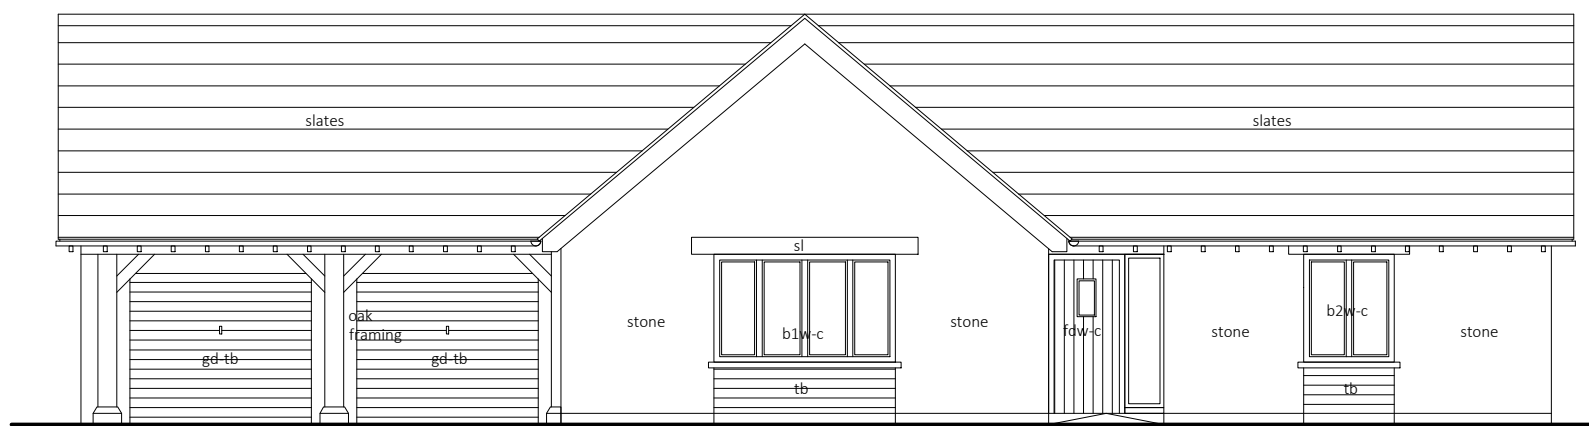 slates
slates
sl
oak
framing
gd-tb
gd-tb
stone
b1w-c
stone
tb
fdw-c
stone
b2w-c
stone
tb